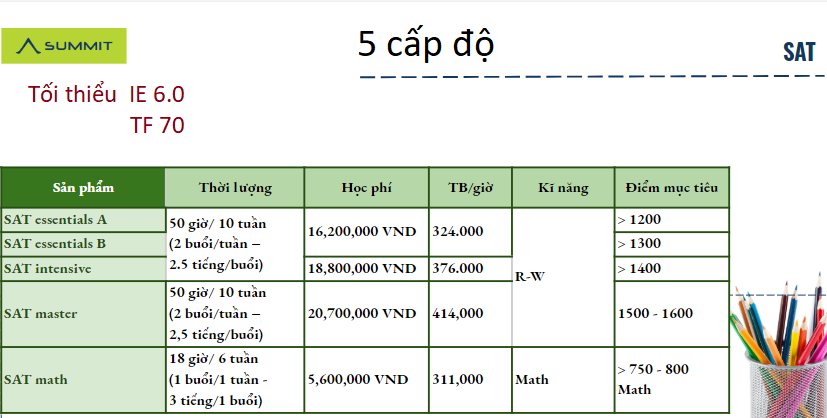 SUMMIT
5 cấp độ
SAT
Tối thiểu IE 6.0
TF 70
Sản phẩm Thời lượng Học phí TB/giờ Kĩ năng Điểm mục tiêu
SAT essentials A 50 giờ/ 10 tuần (2 buổi/tuần – 2.5 tiếng/buổi) 16,200,000 VND 324.000 R-W > 1200
SAT essentials B > 1300
SAT intensive 18,800,000 VND 376.000 > 1400
SAT master 50 giờ/ 10 tuần (2 buổi/tuần – 2,5 tiếng/buổi) 20,700,000 VND 414,000 1500 - 1600
SAT math 18 giờ/ 6 tuần (1 buổi/1 tuần - 3 tiếng/1 buổi) 5,600,000 VND 311,000 Math > 750 - 800 Math